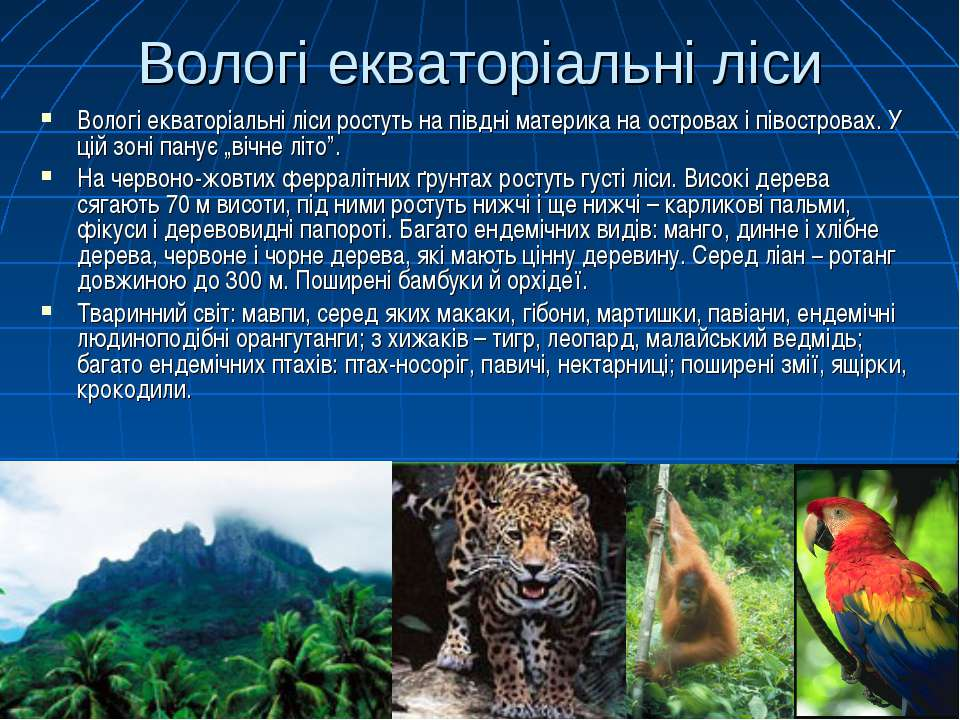 Вологі екваторіальні ліси
Вологі екваторіальні ліси ростуть на півдні материка на островах і півостровах. У
цій зоні панує „вічне літо”.
На червоно-жовтих ферралітних ґрунтах ростуть густі ліси. Високі дерева
сягають 70 м висоти, під ними ростуть нижчі і ще нижчі – карликові пальми,
фікуси і деревовидні папороті. Багато ендемічних видів: манго, динне і хлібне
дерева, червоне і чорне дерева, які мають цінну деревину. Серед ліан – ротанг
довжиною до 300 м. Поширені бамбуки й орхідеї.
Тваринний світ: мавпи, серед яких макаки, гібони, мартишки, павіани, ендемічні
людиноподібні орангутанги; з хижаків – тигр, леопард, малайський ведмідь;
багато ендемічних птахів: птах-носоріг, павичі, нектарниці; поширені змії, ящірки,
крокодили.